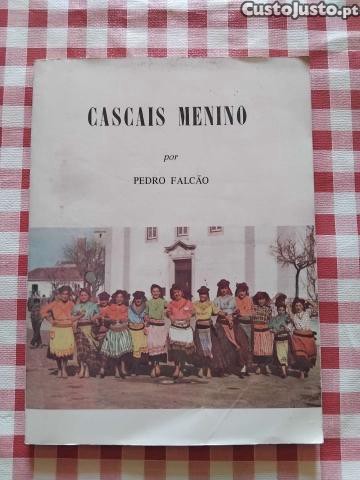 CustoJusto.pt
CASCAIS MENINO
por
PEDRO FALCÃO